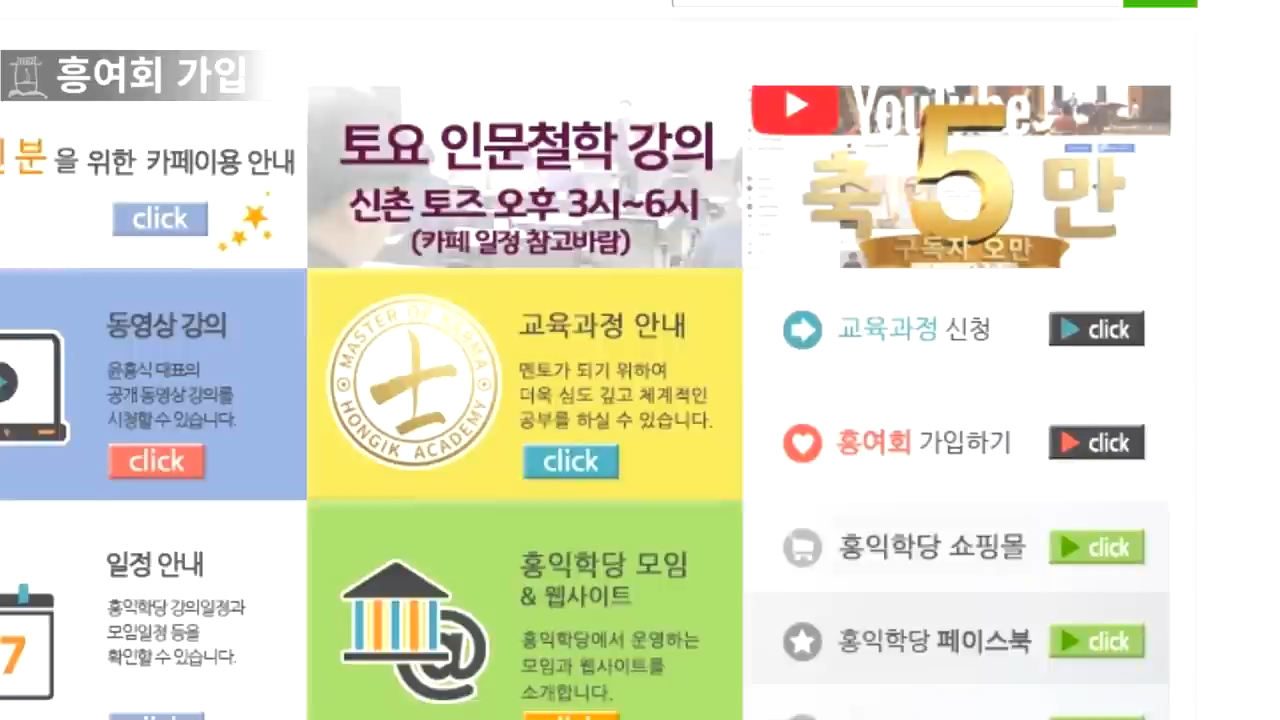 흥여회 가입
분을 위한 카페이용 안내
click
토요 인문철학 강의
신촌 토즈 오후 3시~6시
(카페 일정 참고바람)
YouTube
축 5 만
구독자 오만
동영상 강의
윤홍식 대표의
공개 동영상 강의를
시청할 수 있습니다.
click
HONGIK ACADEMY
士
교육과정 안내
멘토가 되기 위하여
더욱 심도 깊고 체계적인
공부를 하실 수 있습니다.
click
교육과정 신청 click
흥여회 가입하기 click
홍익학당 쇼핑몰 click
홍익학당 페이스북 click
일정 안내
홍익학당 강의일정과
모임일정 등을
확인할 수 있습니다.
7
홍익학당 모임
& 웹사이트
홍익학당에서 운영하는
모임과 웹사이트를
소개합니다.
@